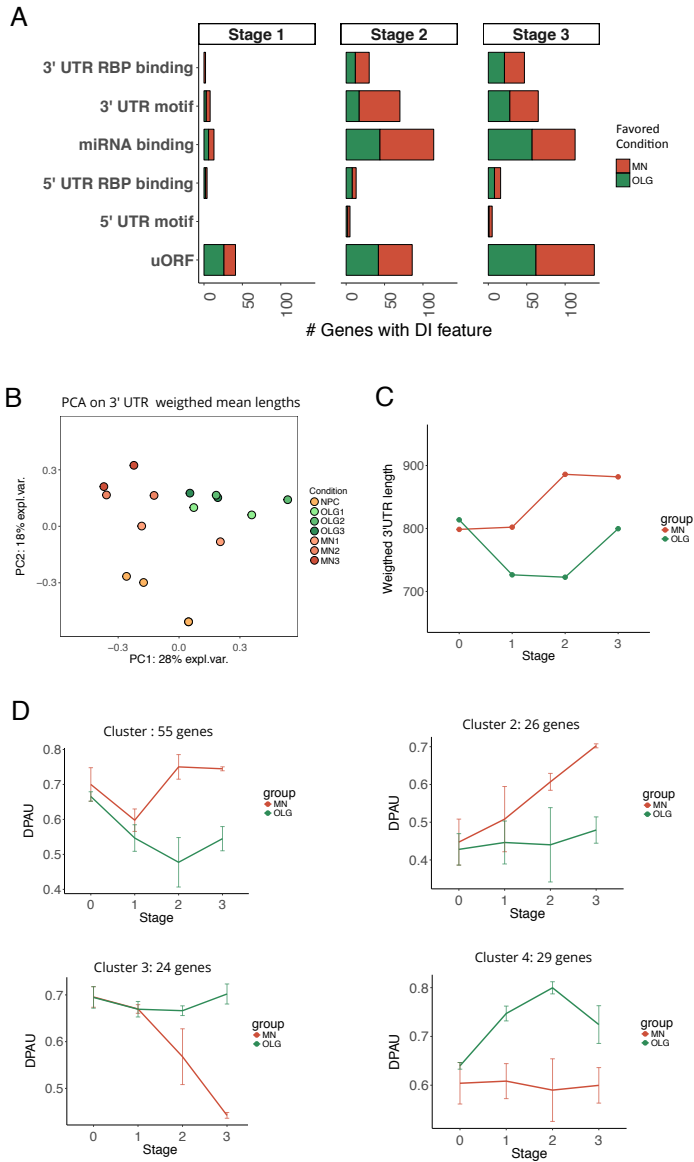 A
Stage 1
Stage 2
Stage 3
3' UTR RBP binding
3' UTR motif
miRNA binding
5' UTR RBP binding
5' UTR motif
uORF
Favored
Condition
MN
OLG
0
50
100
0
50
100
0
50
100
# Genes with DI feature
B
PCA on 3' UTR weigthed mean lengths
PC2: 18% expl.var.
0.3
0.0
−0.3
−0.3
0.0
0.3
PC1: 28% expl.var.
Condition
NPC
OLG1
OLG2
OLG3
MN1
MN2
MN3
C
Weigthed 3'UTR length
900
800
700
0
1
2
3
Stage
group
MN
OLG
D
Cluster : 55 genes
DPAU
0.8
0.7
0.6
0.5
0.4
0
1
2
3
Stage
group
MN
OLG
Cluster 2: 26 genes
DPAU
0.7
0.6
0.5
0.4
0
1
2
3
Stage
group
MN
OLG
Cluster 3: 24 genes
DPAU
0.7
0.6
0.5
0
1
2
3
Stage
group
MN
OLG
Cluster 4: 29 genes
DPAU
0.8
0.7
0.6
0
1
2
3
Stage
group
MN
OLG